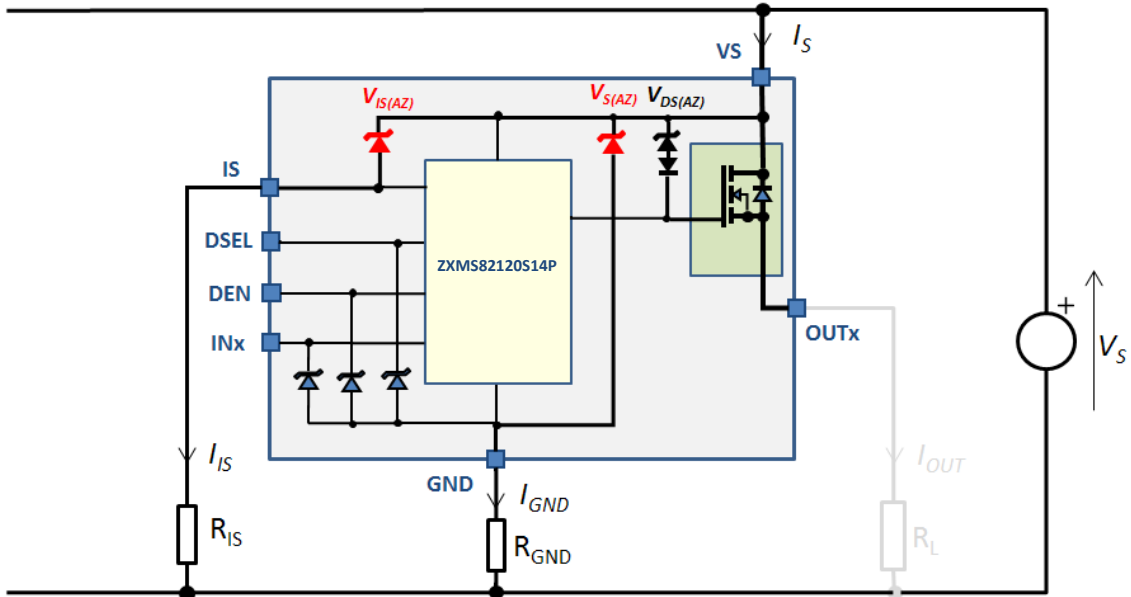 VS
I_S
V_IS(AZ)
V_S(AZ)
V_DS(AZ)
IS
DSEL
ZXMS82120S14P
DEN
INx
OUTx
+
V_S
I_IS
GND
I_GND
I_OUT
R_IS
R_GND
R_L